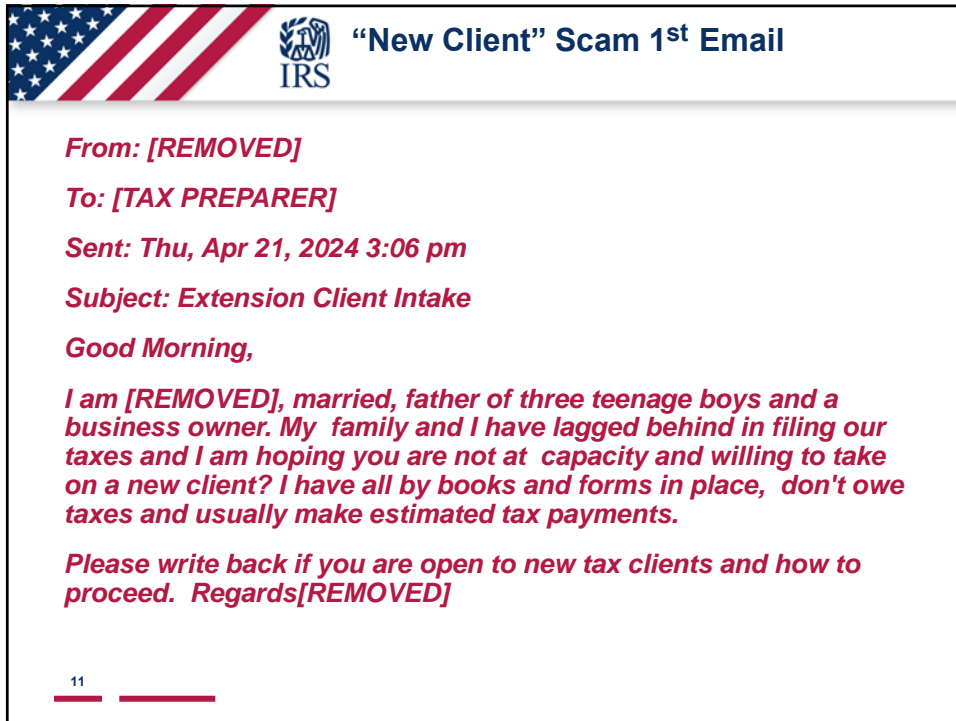 “New Client” Scam 1st Email
IRS
From: [REMOVED]
To: [TAX PREPARER]
Sent: Thu, Apr 21, 2024 3:06 pm
Subject: Extension Client Intake
Good Morning,
I am [REMOVED], married, father of three teenage boys and a
business owner. My  family and I have lagged behind in filing our
taxes and I am hoping you are not at  capacity and willing to take
on a new client? I have all by books and forms in place,  don't owe
taxes and usually make estimated tax payments.
Please write back if you are open to new tax clients and how to
proceed.  Regards[REMOVED]
11